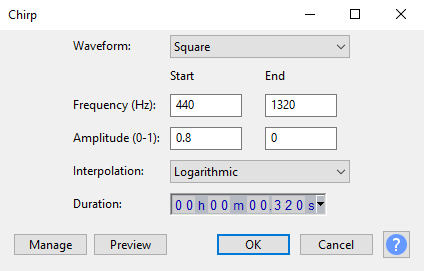 Chirp
Waveform: Square
Start End
Frequency (Hz): 440 1320
Amplitude (0-1): 0.8 0
Interpolation: Logarithmic
Duration: 00h00m00.320s
Manage Preview OK Cancel ?